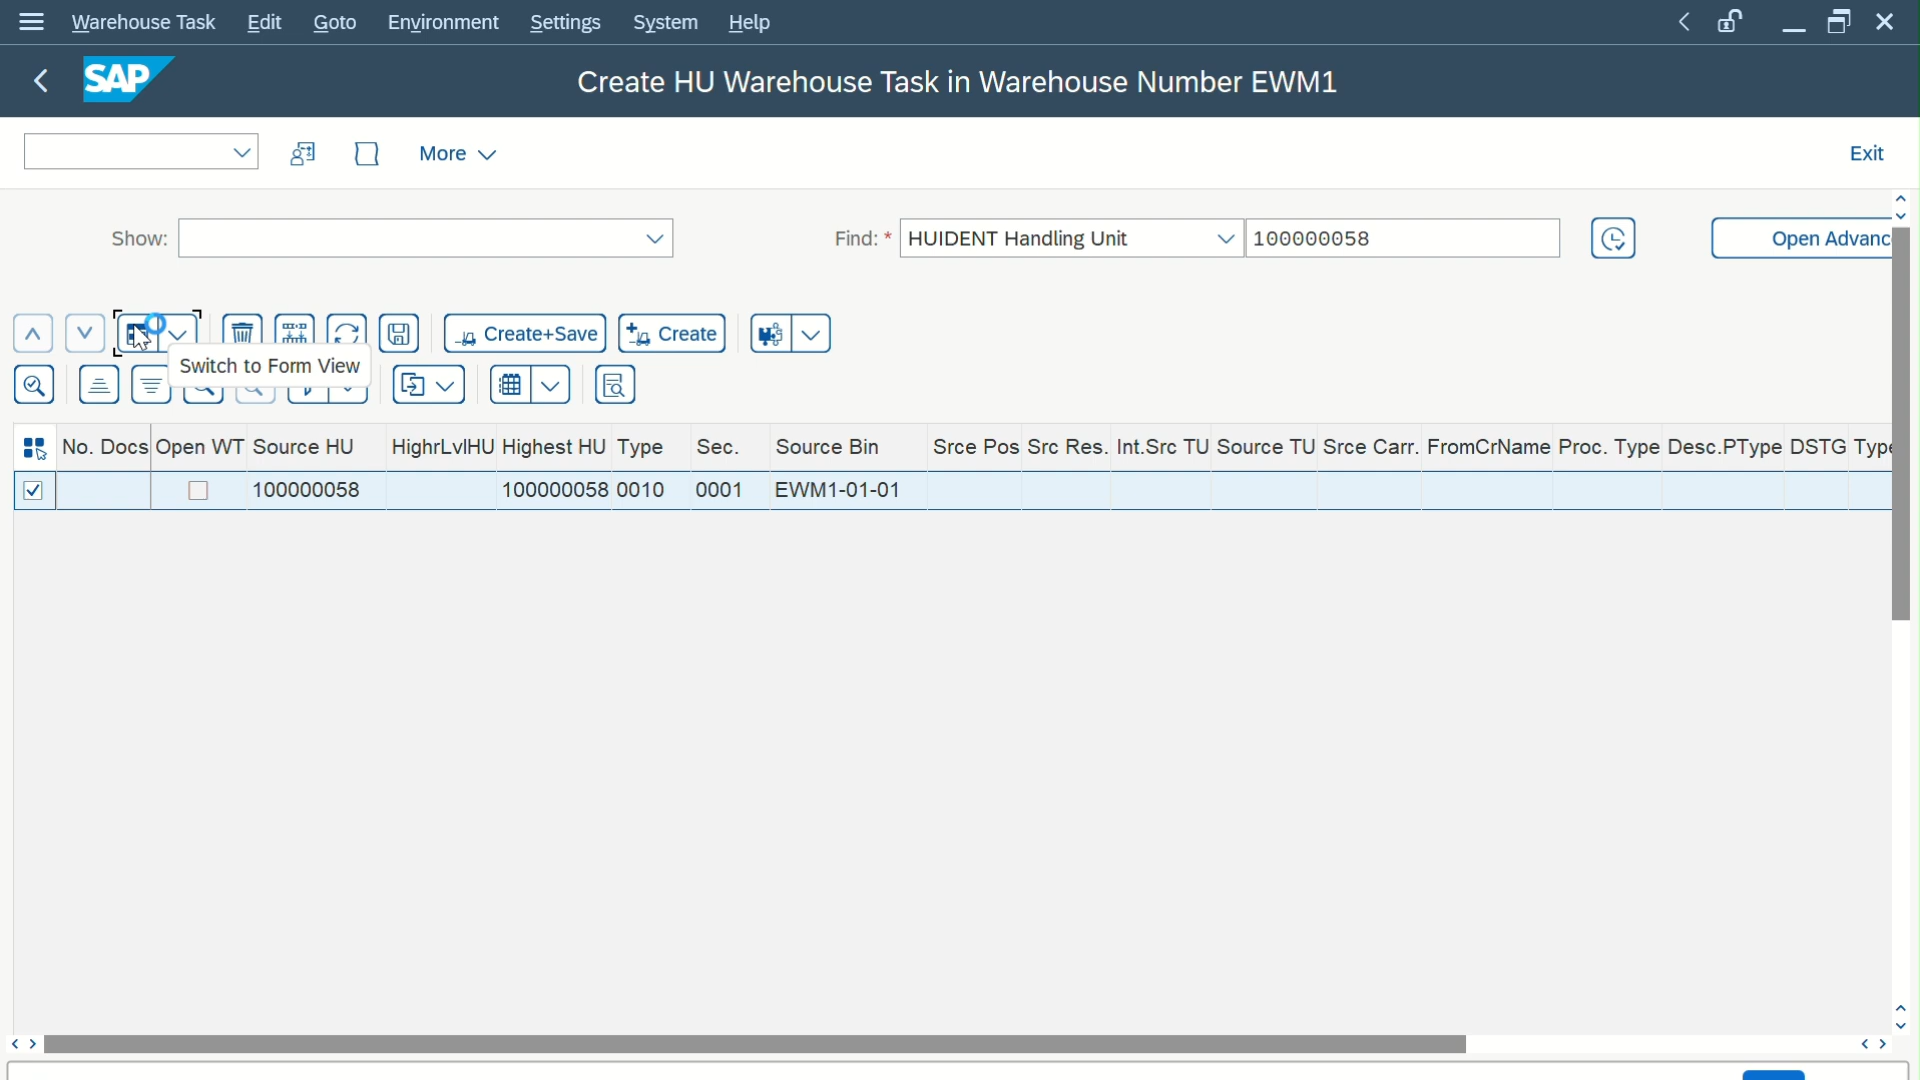 Warehouse Task Edit Goto Environment Settings System Help
SAP Create HU Warehouse Task in Warehouse Number EWM1
More Exit
Show: Find: * HUIDENT Handling Unit 100000058 Open Advanc
Create+Save Create
Switch to Form View
No. Docs Open WT Source HU HighrLvlHU Highest HU Type Sec. Source Bin Srce Pos Src Res. Int.Src TU Source TU Srce Carr. FromCrName Proc. Type Desc.PType DSTG Type
100000058 100000058 0010 0001 EWM1-01-01